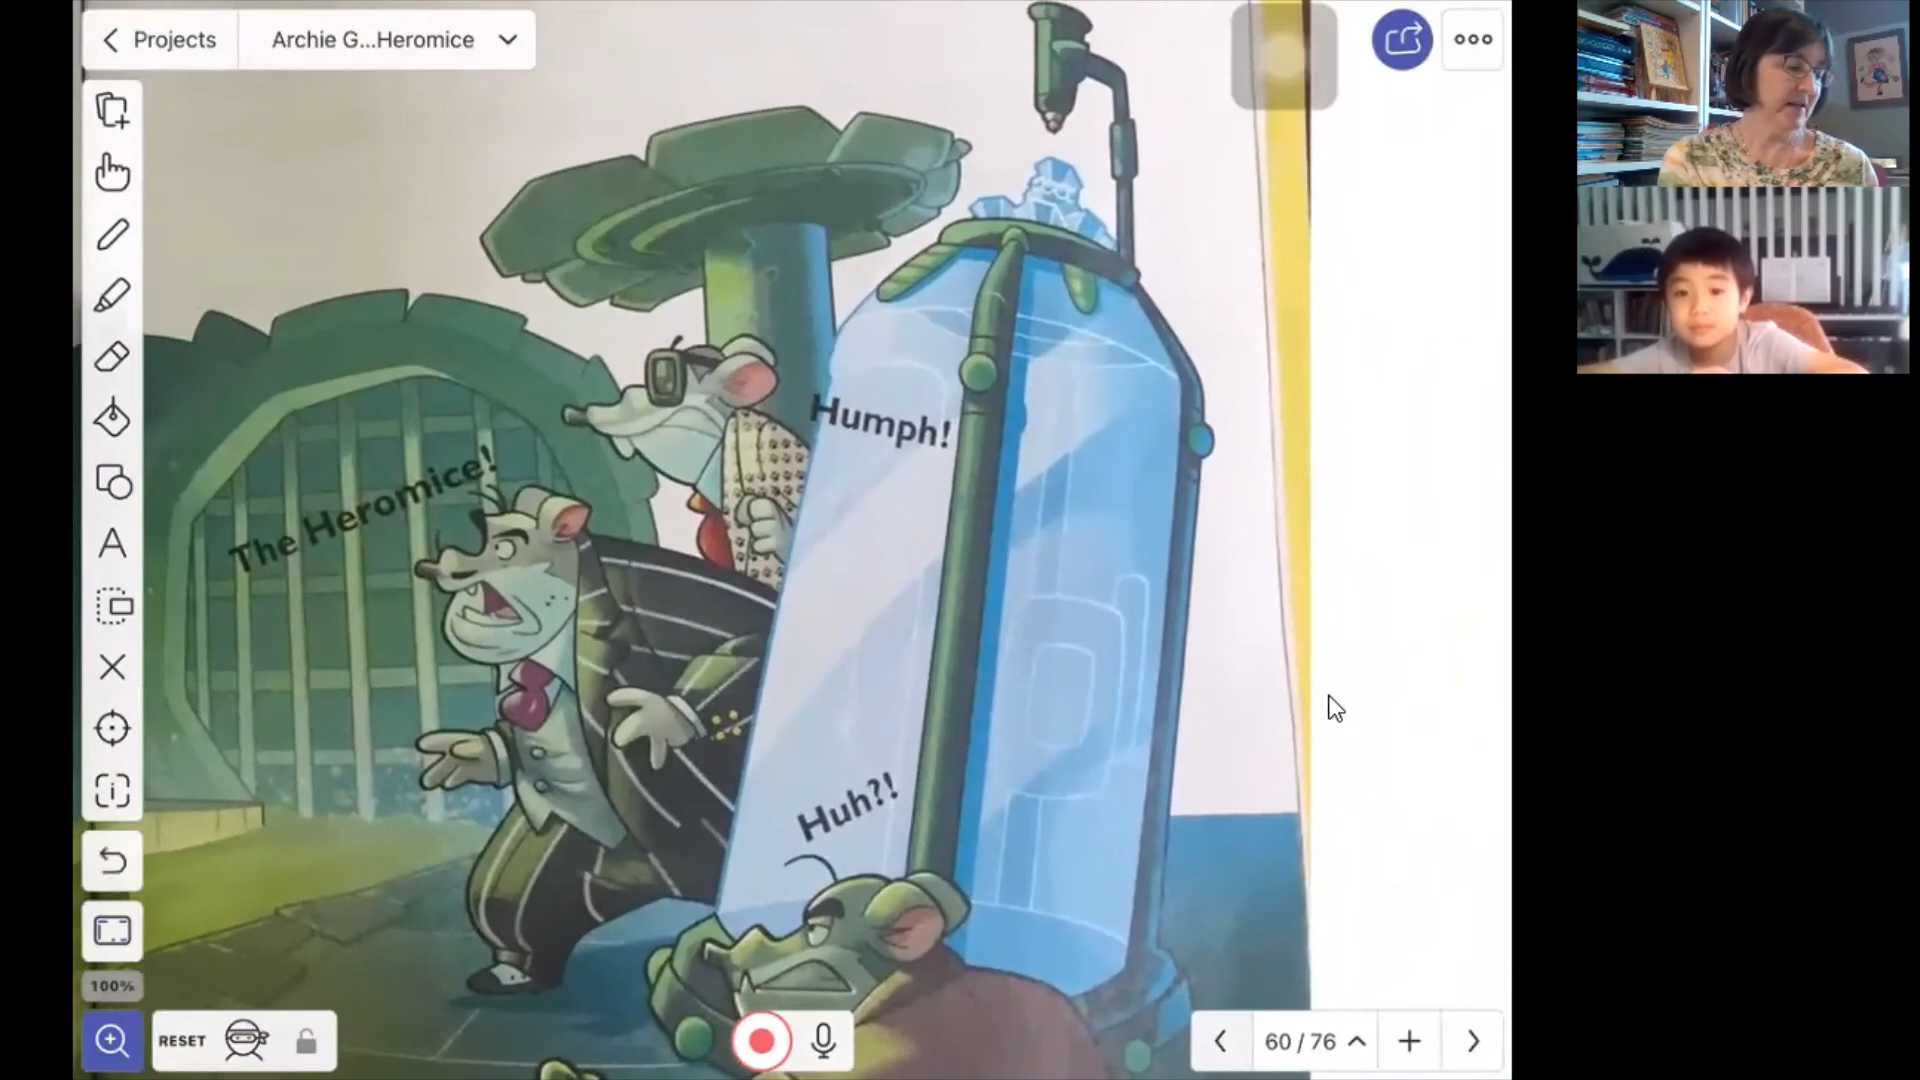 Projects
Archie G...Heromice
Humph!
The Heromice!
Huh?!
100%
RESET
60 / 76